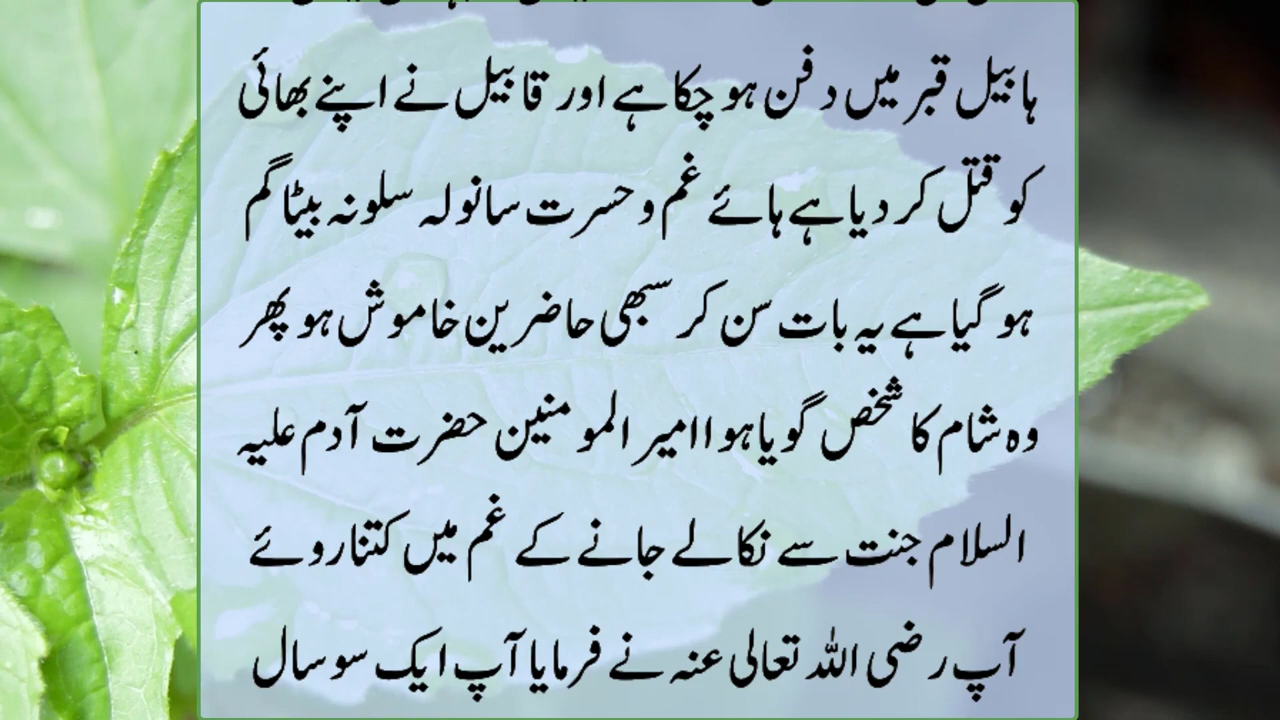 ہابیل قبر میں دفن ہو چکا ہے اور قابیل نے اپنے بھائی
کو قتل کر دیا ہے ہائے غم و حسرت سانولہ سلونہ بیٹا گم
ہو گیا ہے یہ بات سن کر سبھی حاضرین خاموش ہو پھر
وہ شام کا شخص گویا ہوا امیر المومنین حضرت آدم علیہ
السلام جنت سے نکالے جانے کے غم میں کتنا روئے
آپ رضی اللہ تعالی عنہ نے فرمایا آپ ایک سو سال